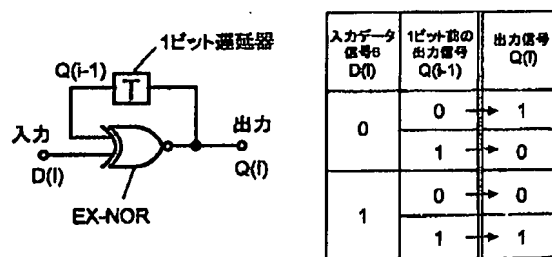 1ビット遅延器
Q(i-1)
T
入力
D(I)
出力
Q(I)
EX-NOR
入力データ
信号6
D(I)
1ビット前の
出力信号
Q(i-1)
出力信号
Q(I)
0
0 → 1
1 → 0
1
0 → 0
1 → 1